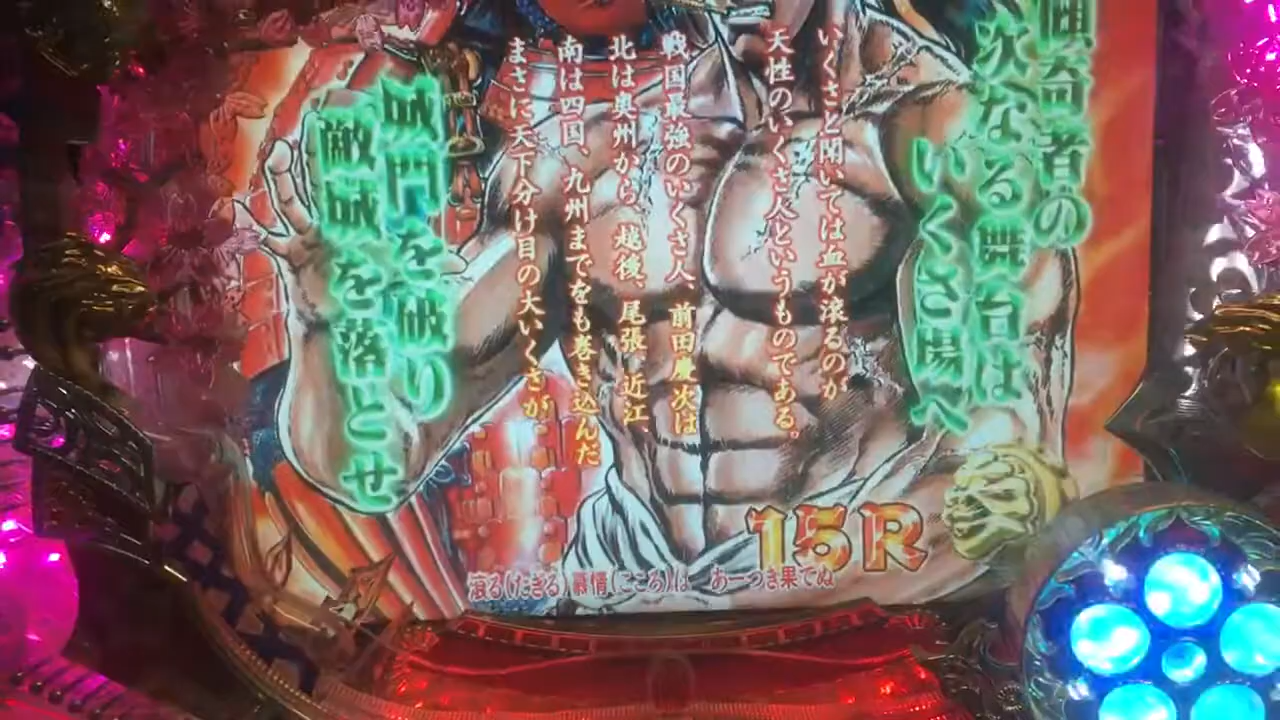 傾奇者の
次なる舞台は
いくさ場へ
いくさと聞いては血が滾るのが
天性のいくさ人というものである。
戦国最強のいくさ人、前田慶次は
北は奥州から、越後、尾張、近江、
南は四国、九州までをも巻き込んだ
まさに天下分け目の大いくさが
城門を破り
敵城を落とせ
15R
滾る(たぎる)慕情(こころ)は あーつき果てぬ